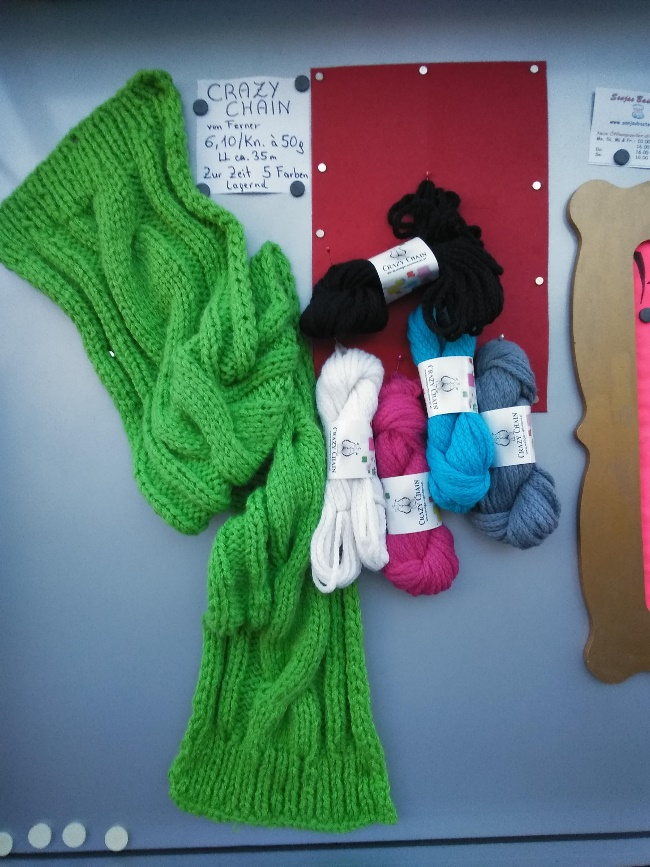 CRAZY
CHAIN
von Ferner
6,10/Kn. à 50g
LL ca. 35m
Zur Zeit 5 Farben
lagernd
CRAZY CHAIN
CRAZY CHAIN
CRAZY CHAIN
CRAZY CHAIN
CRAZY CHAIN